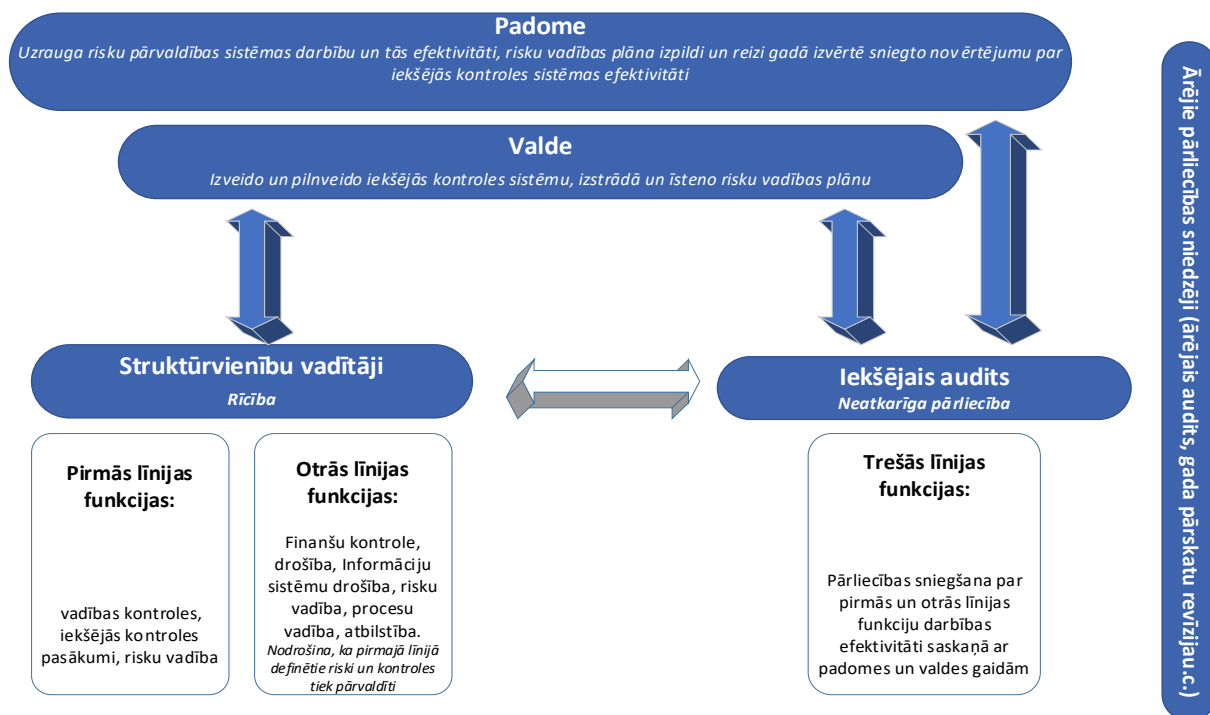 Padome
Uzrauga risku pārvaldības sistēmas darbību un tās efektivitāti, risku vadības plāna izpildi un reizi gadā izvērtē sniegto novērtējumu par
iekšējās kontroles sistēmas efektivitāti
Valde
Izveido un pilnveido iekšējās kontroles sistēmu, izstrādā un īsteno risku vadības plānu
Struktūrvienību vadītāji
Rīcība
Iekšējais audits
Neatkarīga pārliecība
Pirmās līnijas
funkcijas:
vadības kontroles,
iekšējās kontroles
pasākumi, risku vadība
Otrās līnijas
funkcijas:
Finanšu kontrole,
drošība, Informāciju
sistēmu drošība, risku
vadība, procesu
vadība, atbilstība.
Nodrošina, ka pirmajā līnijā
definētie riski un kontroles
tiek pārvaldīti
Trešās līnijas
funkcijas:
Pārliecības sniegšana par
pirmās un otrās līnijas
funkciju darbības
efektivitāti saskaņā ar
padomes un valdes gaidām
Ārējie pārliecības sniedzēji (ārējais audits, gada pārskatu revīzijau.c.)